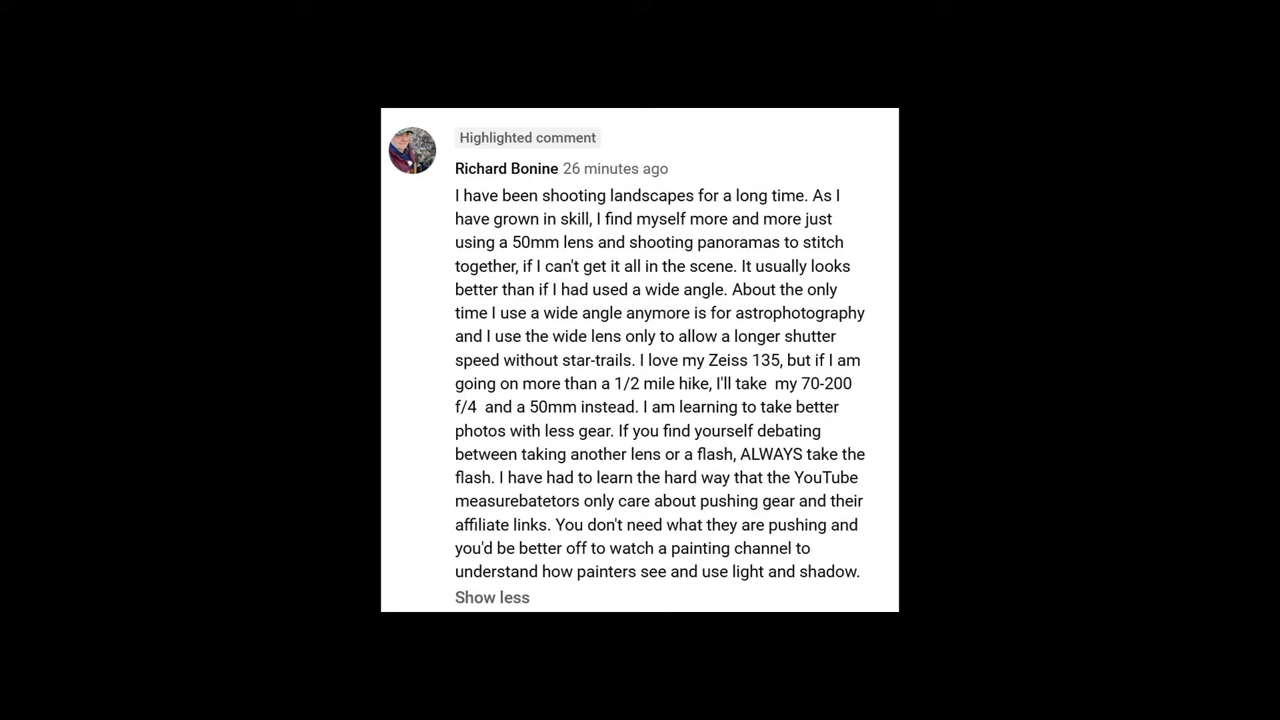 Highlighted comment
Richard Bonine 26 minutes ago
I have been shooting landscapes for a long time. As I
have grown in skill, I find myself more and more just
using a 50mm lens and shooting panoramas to stitch
together, if I can't get it all in the scene. It usually looks
better than if I had used a wide angle. About the only
time I use a wide angle anymore is for astrophotography
and I use the wide lens only to allow a longer shutter
speed without star-trails. I love my Zeiss 135, but if I am
going on more than a 1/2 mile hike, I'll take  my 70-200
f/4  and a 50mm instead. I am learning to take better
photos with less gear. If you find yourself debating
between taking another lens or a flash, ALWAYS take the
flash. I have had to learn the hard way that the YouTube
measurebatetors only care about pushing gear and their
affiliate links. You don't need what they are pushing and
you'd be better off to watch a painting channel to
understand how painters see and use light and shadow.
Show less